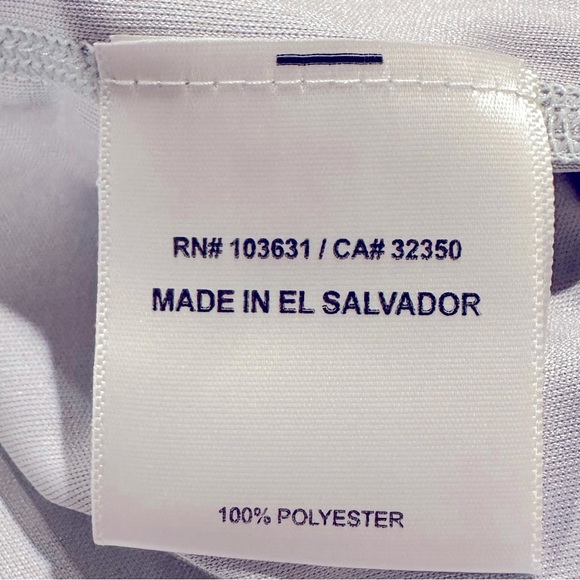 RN# 103631 / CA# 32350
MADE IN EL SALVADOR
100% POLYESTER